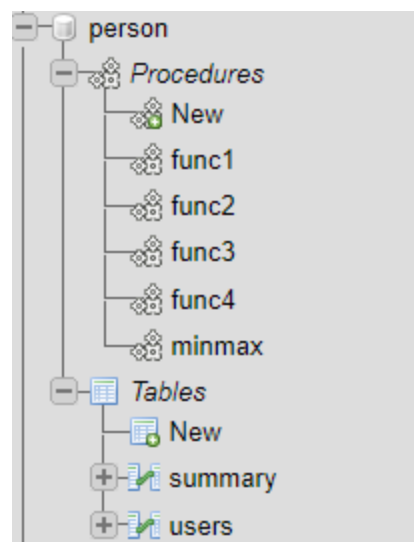 person
Procedures
New
func1
func2
func3
func4
minmax
Tables
New
summary
users